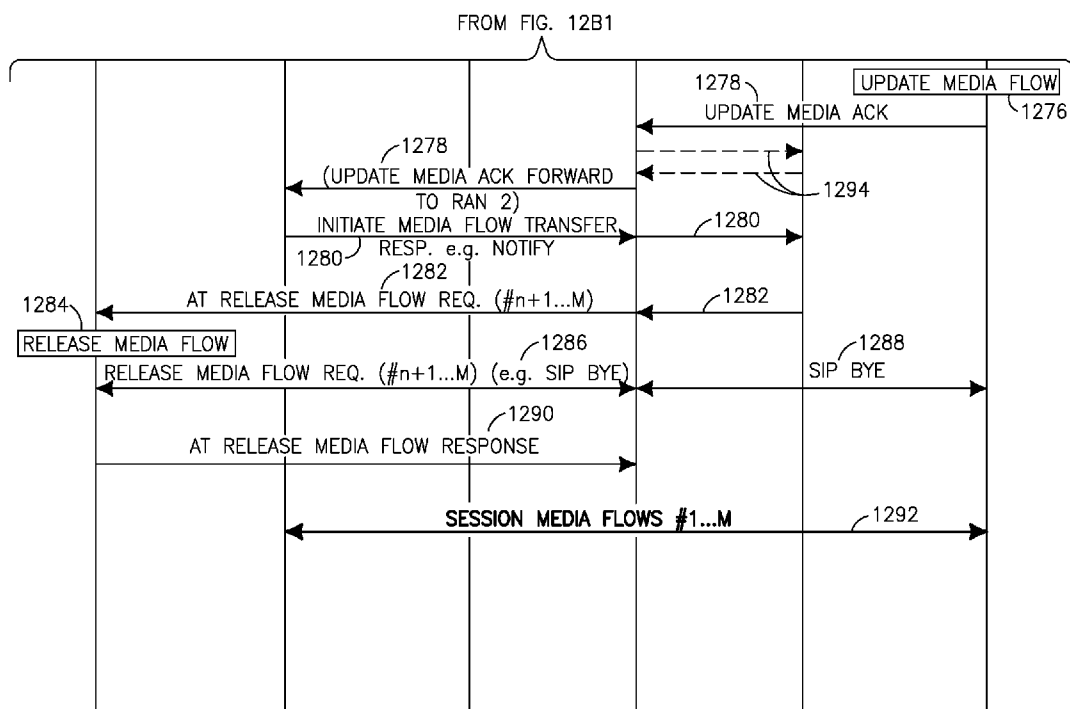 FROM FIG. 12B1
1278
UPDATE MEDIA FLOW
1276
UPDATE MEDIA ACK
1278
(UPDATE MEDIA ACK FORWARD
TO RAN 2)
1294
INITIATE MEDIA FLOW TRANSFER
1280
1280
RESP. e.g. NOTIFY
1282
AT RELEASE MEDIA FLOW REQ. (#n+1...M)
1282
1284
RELEASE MEDIA FLOW
1286
1288
RELEASE MEDIA FLOW REQ. (#n+1...M) (e.g. SIP BYE)
SIP BYE
1290
AT RELEASE MEDIA FLOW RESPONSE
SESSION MEDIA FLOWS #1...M
1292